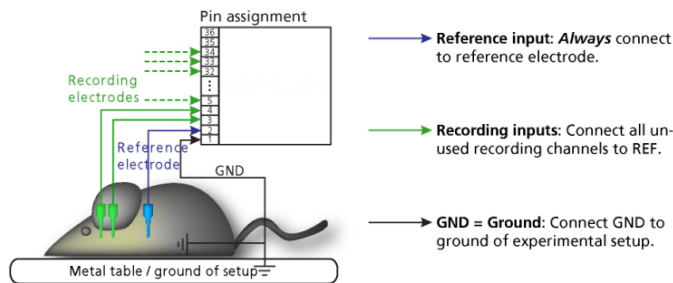 Pin assignment
36
35
34
33
32
5
4
3
2
1
Recording
electrodes
Reference
electrode
GND
Metal table / ground of setup
Reference input: Always connect
to reference electrode.
Recording inputs: Connect all un-
used recording channels to REF.
GND = Ground: Connect GND to
ground of experimental setup.